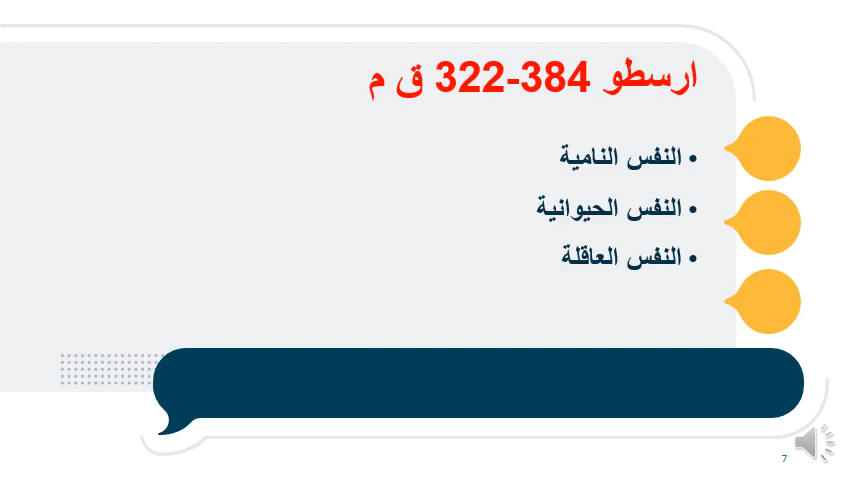 ارسطو 384-322 ق م
• النفس النامية
• النفس الحيوانية
• النفس العاقلة
7